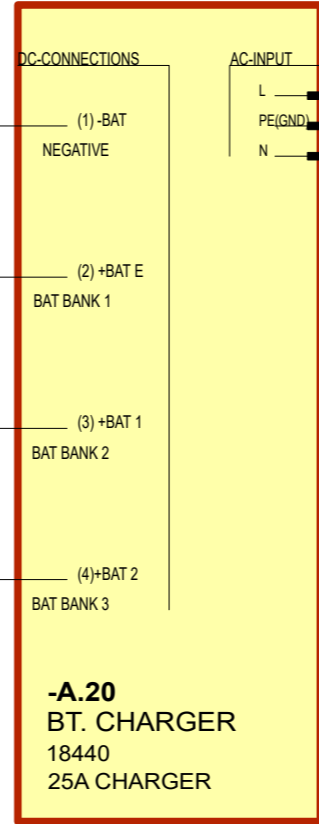 DC-CONNECTIONS
(1) -BAT
NEGATIVE
(2) +BAT E
BAT BANK 1
(3) +BAT 1
BAT BANK 2
(4)+BAT 2
BAT BANK 3
AC-INPUT
L
PE(GND)
N
-A.20
BT. CHARGER
18440
25A CHARGER